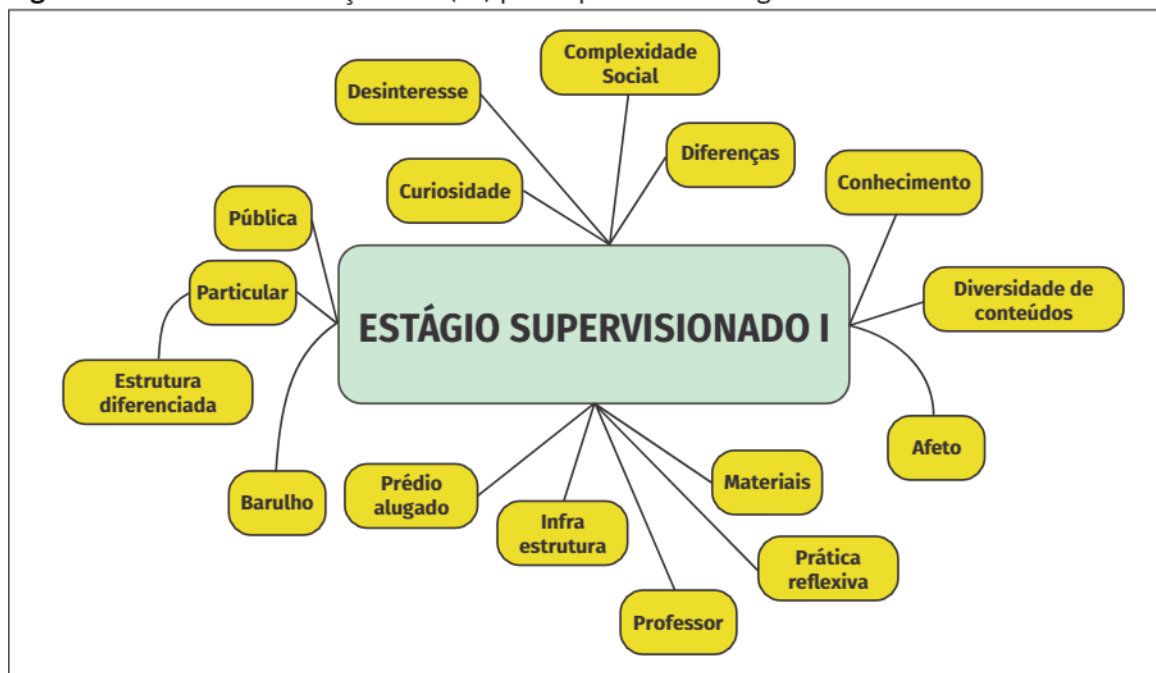 Complexidade
Social
Desinteresse
Diferenças
Curiosidade
Conhecimento
Pública
Particular
Diversidade de
conteúdos
ESTÁGIO SUPERVISIONADO I
Estrutura
diferenciada
Afeto
Barulho
Prédio
alugado
Infra
estrutura
Materiais
Prática
reflexiva
Professor